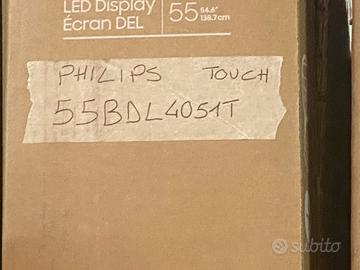 LED Display
Écran DEL
55 54.6"
138.7cm
PHILIPS TOUCH
55BDL4051T
subito